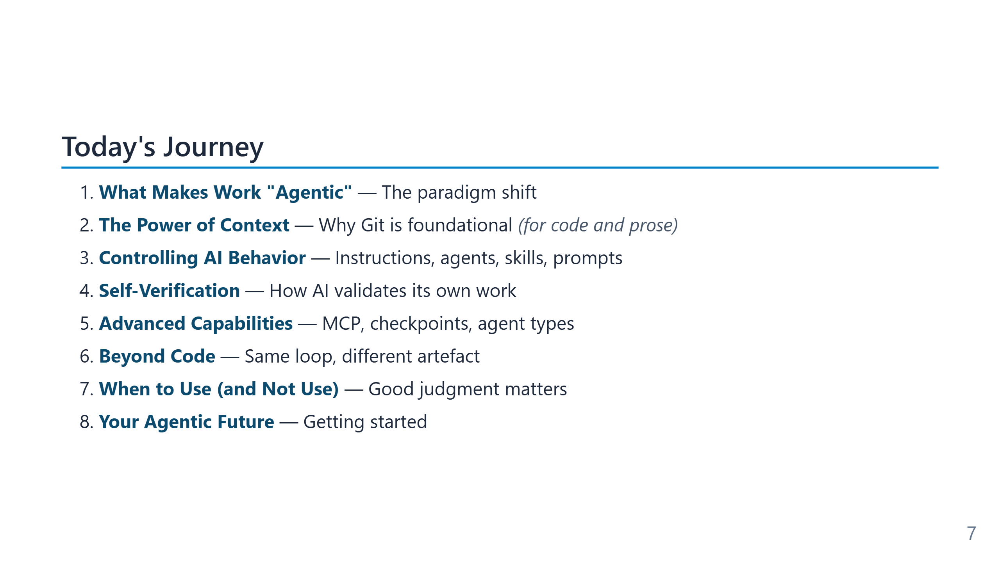 Today's Journey
1. What Makes Work "Agentic" — The paradigm shift
2. The Power of Context — Why Git is foundational (for code and prose)
3. Controlling AI Behavior — Instructions, agents, skills, prompts
4. Self-Verification — How AI validates its own work
5. Advanced Capabilities — MCP, checkpoints, agent types
6. Beyond Code — Same loop, different artefact
7. When to Use (and Not Use) — Good judgment matters
8. Your Agentic Future — Getting started
7